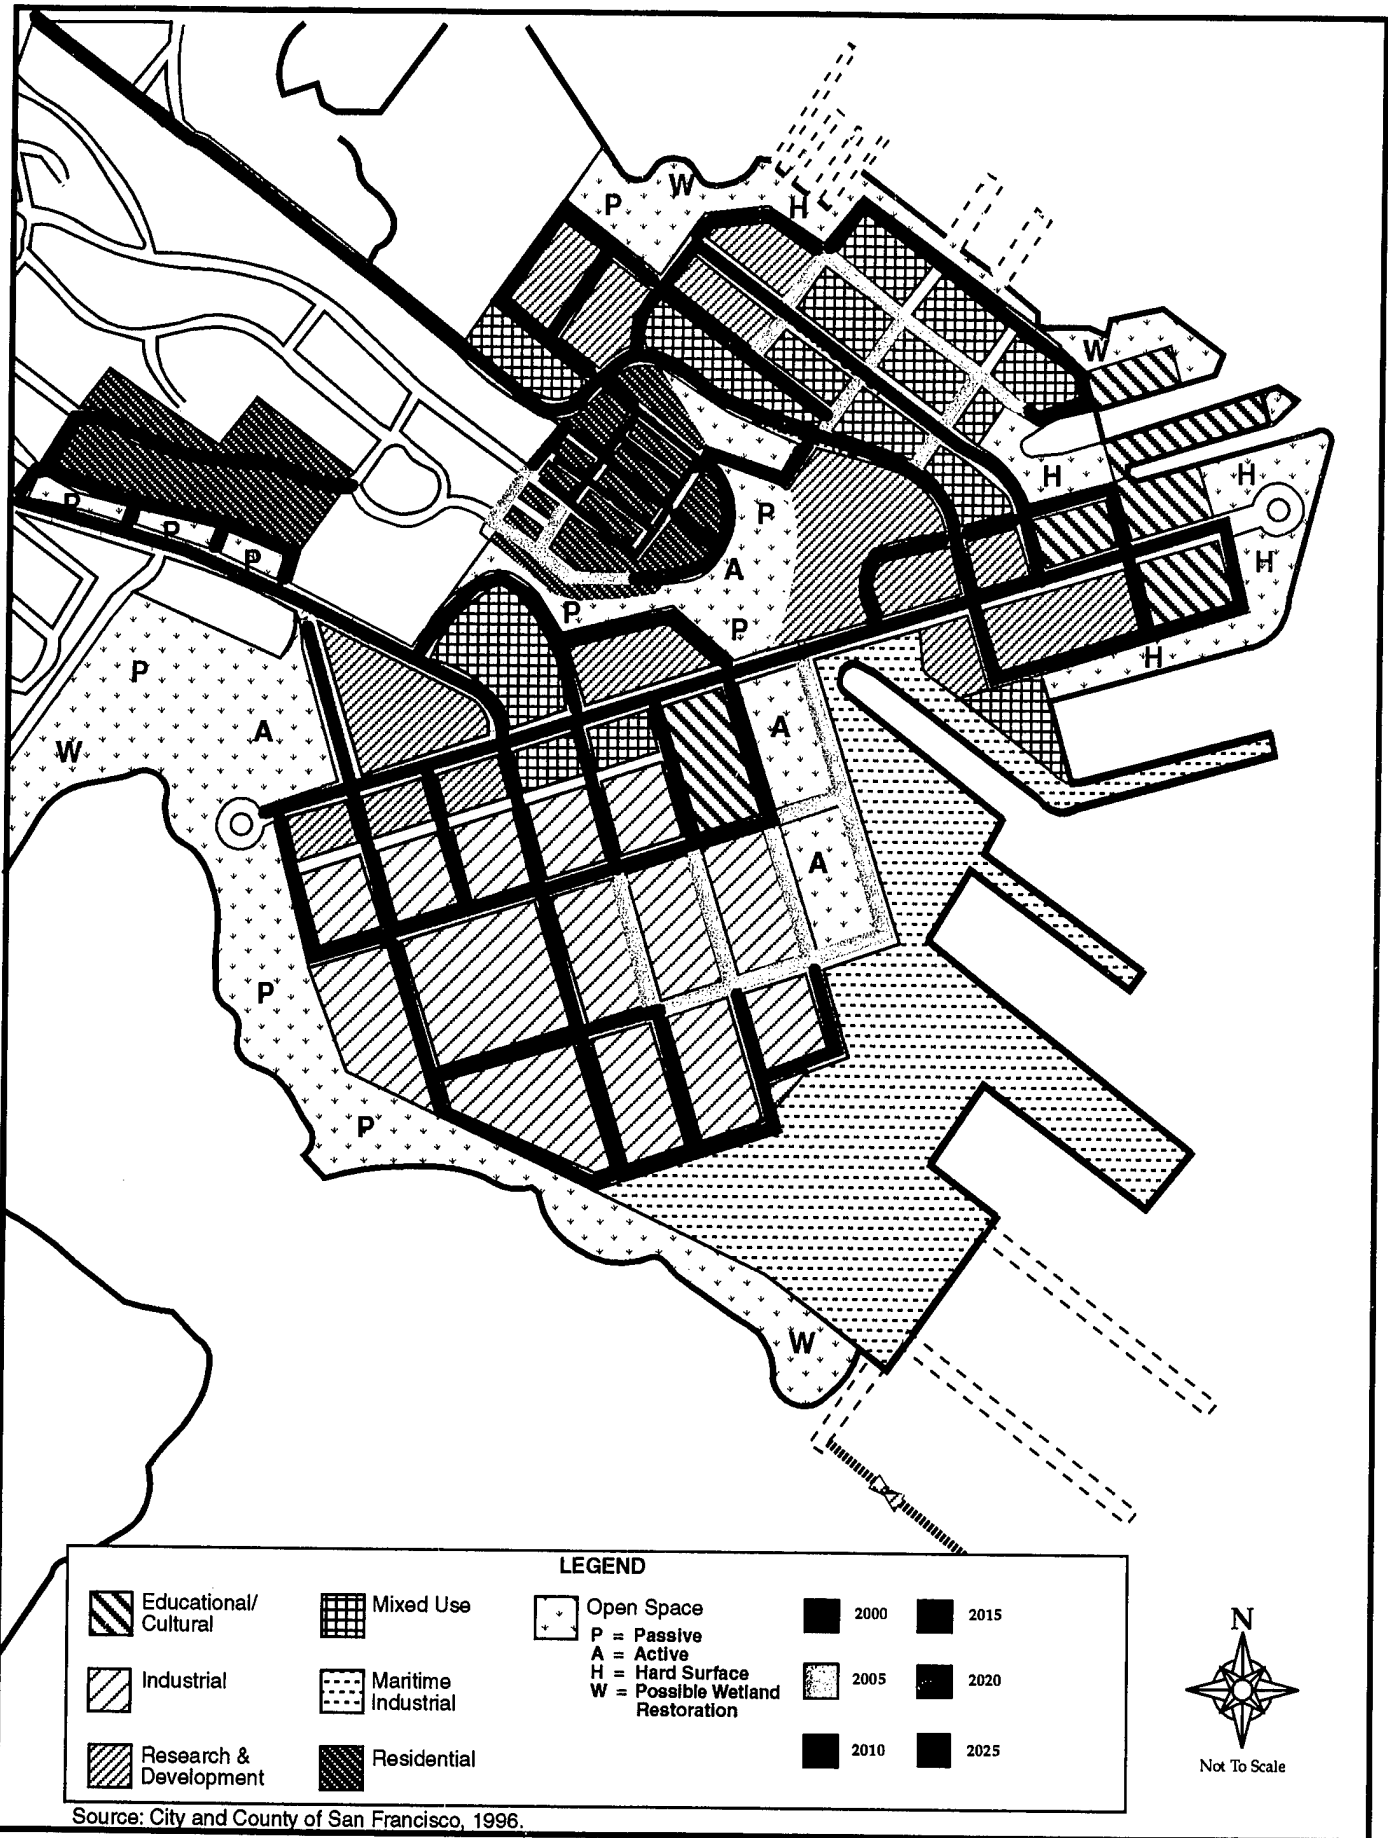 W
P
H
W
H
H
P
P
P
P
A
H
P
P
H
P
A
A
W
A
P
P
W
LEGEND
Educational/
Cultural
Industrial
Research &
Development
Mixed Use
Maritime
Industrial
Residential
Open Space
P = Passive
A = Active
H = Hard Surface
W = Possible Wetland
Restoration
2000
2005
2010
2015
2020
2025
N
Not To Scale
Source: City and County of San Francisco, 1996.